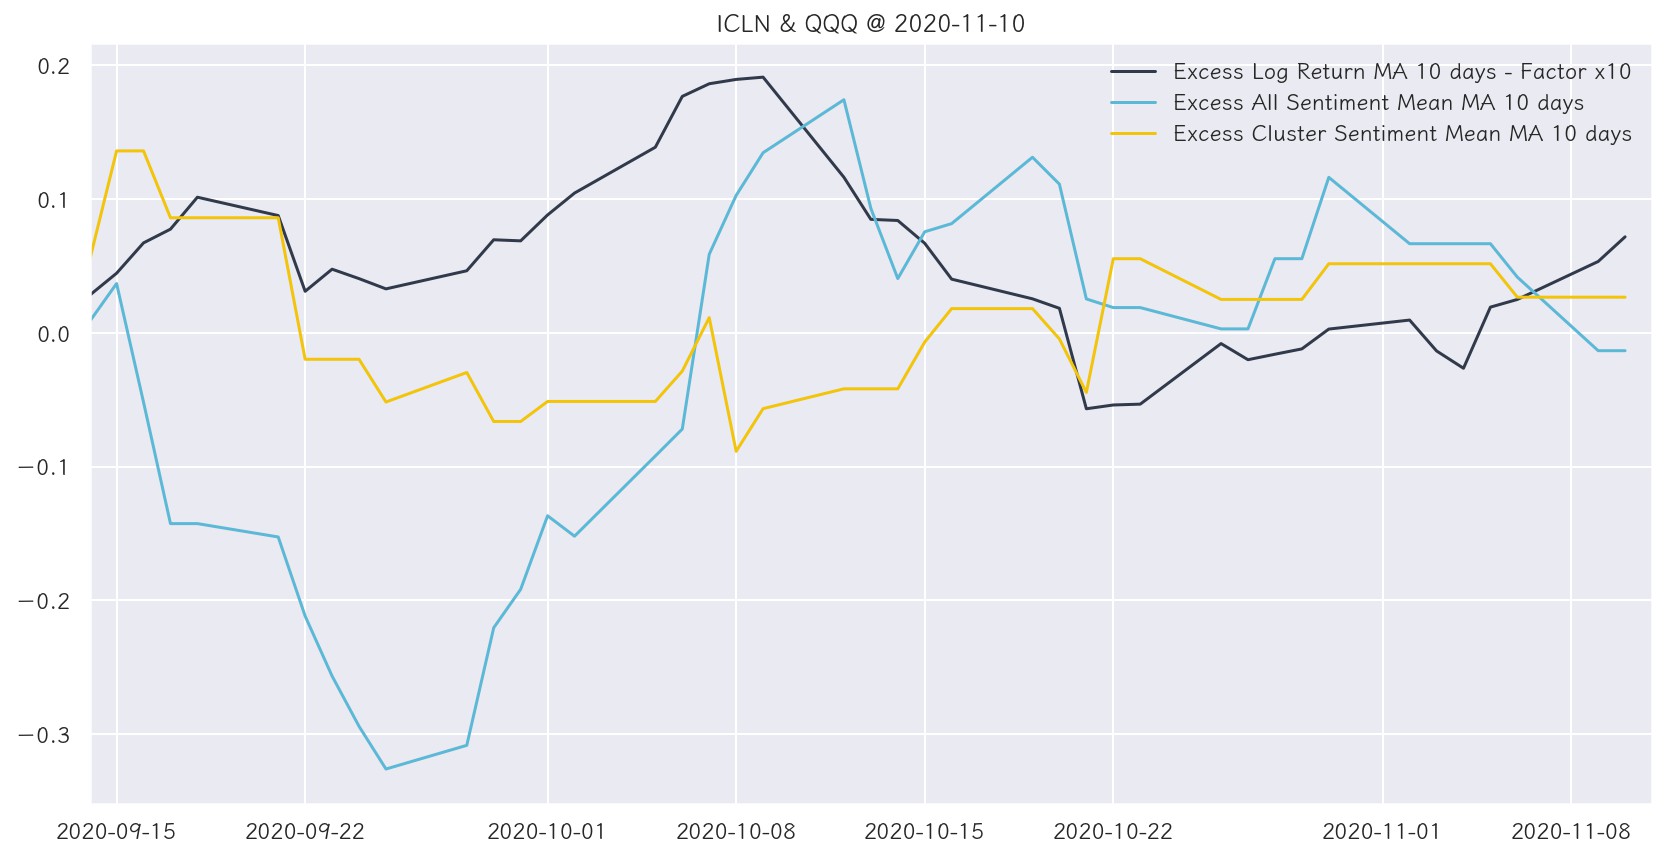 ICLN & QQQ @ 2020-11-10
Excess Log Return MA 10 days - Factor x10
Excess All Sentiment Mean MA 10 days
Excess Cluster Sentiment Mean MA 10 days
0.2
0.1
0.0
−0.1
−0.2
−0.3
2020-09-15 2020-09-22 2020-10-01 2020-10-08 2020-10-15 2020-10-22 2020-11-01 2020-11-08